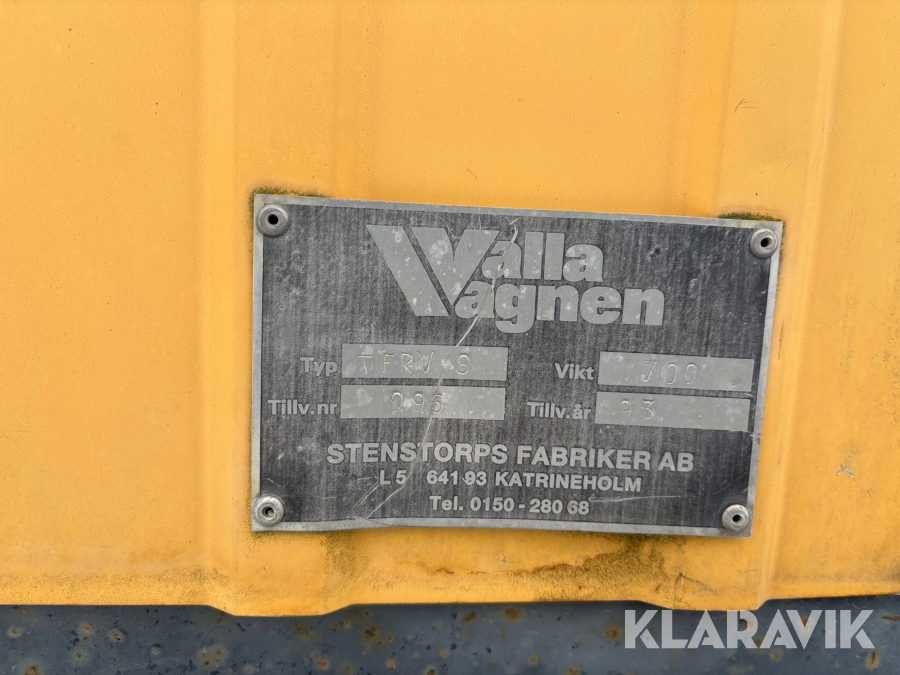 Valla
Vagnen
Typ TFRV S Vikt 1700
Tillv.nr 096 Tillv.år 93
STENSTORPS FABRIKER AB
L 5 641 93 KATRINEHOLM
Tel. 0150 - 280 68
KLARAVIK